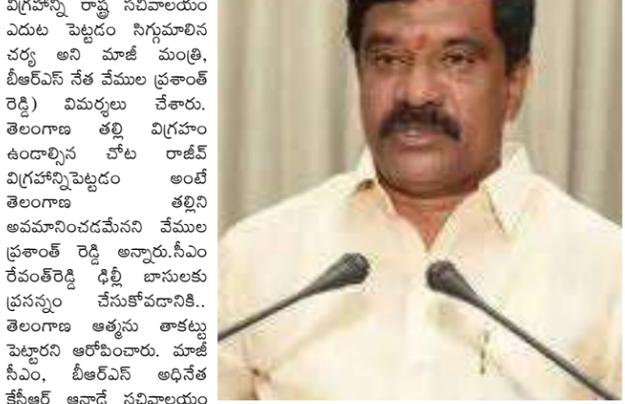 విగ్రహాన్ని రాష్ట్ర సచివాలయం
ఎదుట పెట్టడం సిగ్గుమాలిన
చర్య అని మాజీ మంత్రి,
బీఆర్ఎస్ నేత వేముల ప్రశాంత్
రెడ్డి) విమర్శలు చేశారు.
తెలంగాణ తల్లి విగ్రహం
ఉండాల్సిన చోట రాజీవ్
విగ్రహాన్నిపెట్టడం అంటే
తెలంగాణ తల్లిని
అవమానించడమేనని వేముల
ప్రశాంత్ రెడ్డి అన్నారు.సీఎం
రేవంత్‌రెడ్డి ఢిల్లీ బాసులకు
ప్రసన్నం చేసుకోవడానికి..
తెలంగాణ ఆత్మను తాకట్టు
పెట్టారని ఆరోపించారు. మాజీ
సీఎం, బీఆర్ఎస్ అధినేత
కేసీఆర్ ఆనాడే సచివాలయం